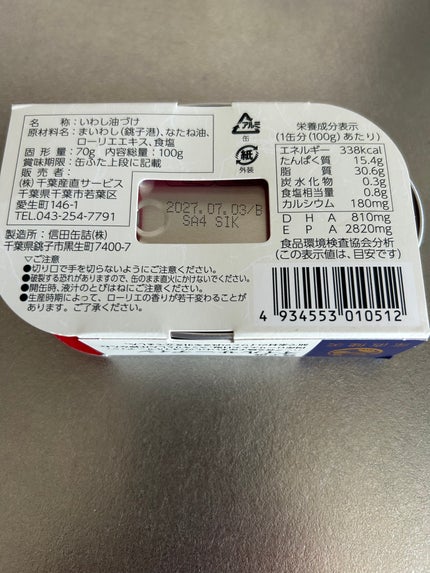 名　　称：いわし油づけ
原材料名：まいわし（銚子港）、なたね油、
ローリエエキス、食塩
固 形 量：70g　内容総量：100g
賞味期限：缶ふた上段に記載
販 売 者：
（株）千葉産直サービス
千葉県千葉市若葉区
愛生町146-1
TEL.043-254-7791
製造所：信田缶詰（株）
千葉県銚子市黒生町7400-7
アルミ
缶
紙
外装
2027.07.03/B
SA4 SIK
栄養成分表示
（1缶分（100g）あたり）
エネルギー　338kcal
たんぱく質　15.4g
脂　　質　30.6g
炭水化物　0.3g
食塩相当量　0.8g
カルシウム　180mg
D H A　810mg
E P A　2820mg
食品環境検査協会分析
（この表示値は、目安です）
▽ご注意
●切り口で手を切らないようにご注意ください。
●破裂する恐れがありますので、缶のまま直火にかけないでください。
●開缶時、液汁のとびはねにご注意ください。
●生産時期によって、ローリエの香りが若干変わることが
あります。ご了承ください。
4 934553 010512